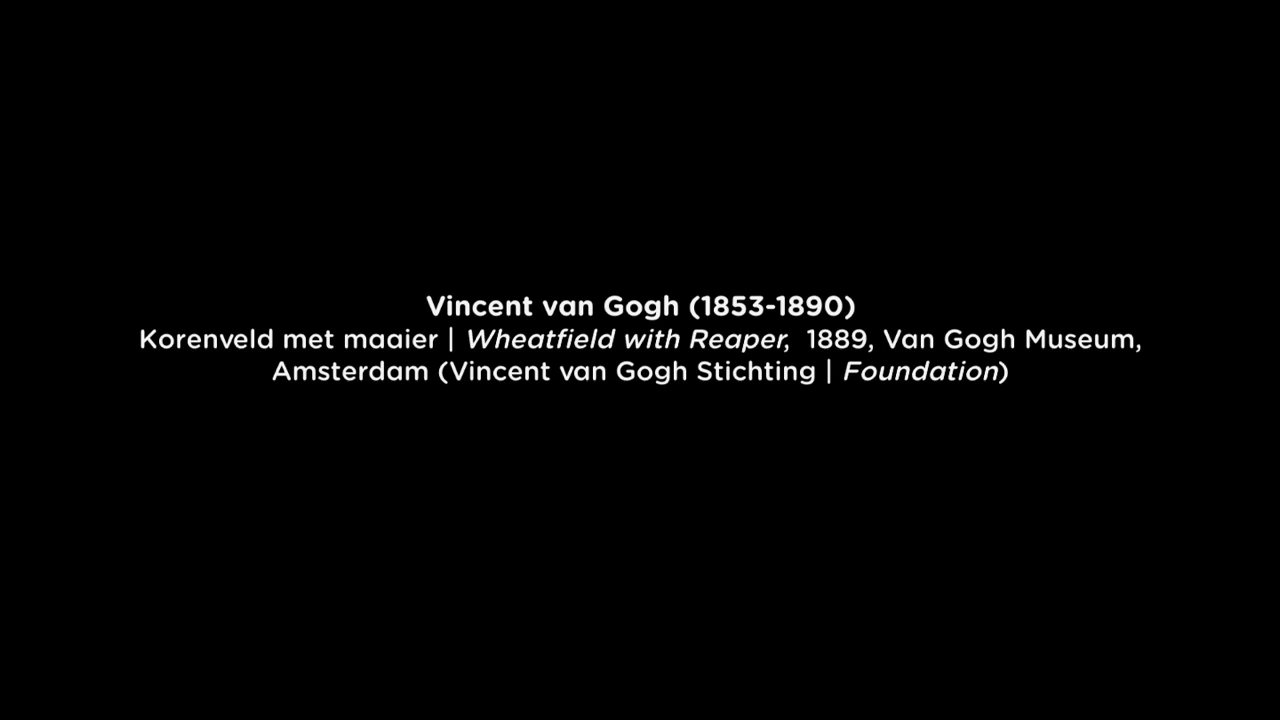 Vincent van Gogh (1853-1890)
Korenveld met maaier | Wheatfield with Reaper,  1889, Van Gogh Museum,
Amsterdam (Vincent van Gogh Stichting | Foundation)